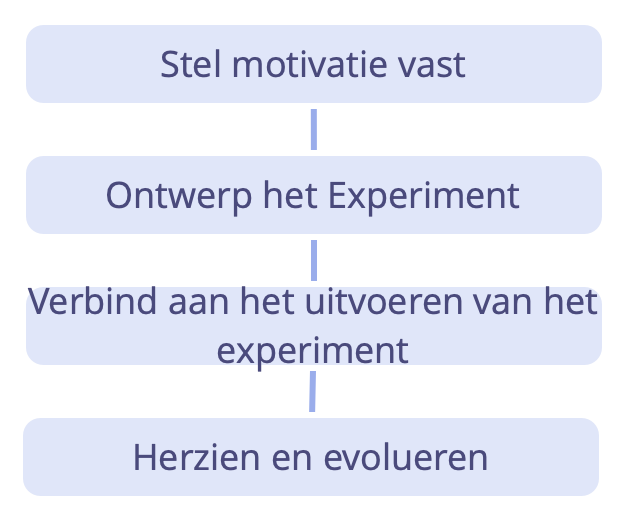 Stel motivatie vast
Ontwerp het Experiment
Verbind aan het uitvoeren van het
experiment
Herzien en evolueren